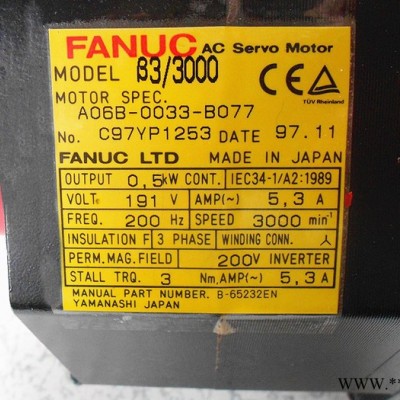 FANUC AC Servo Motor
MODEL β3/3000
MOTOR SPEC.
A06B-0033-B077
CE
TÜV Rheinland
No. C97YP1253 DATE 97.11
FANUC LTD MADE IN JAPAN
OUTPUT 0,5kW CONT. IEC34-1/A2:1989
VOLT 191 V AMP(~) 5,3 A
FREQ. 200 Hz SPEED 3000 min⁻¹
INSULATION F 3 PHASE WINDING CONN. 人
PERM.MAG.FIELD 200V INVERTER
STALL TRQ. 3 Nm,AMP(~) 5,3 A
MANUAL PART NUMBER. B-65232EN
YAMANASHI JAPAN
www.*